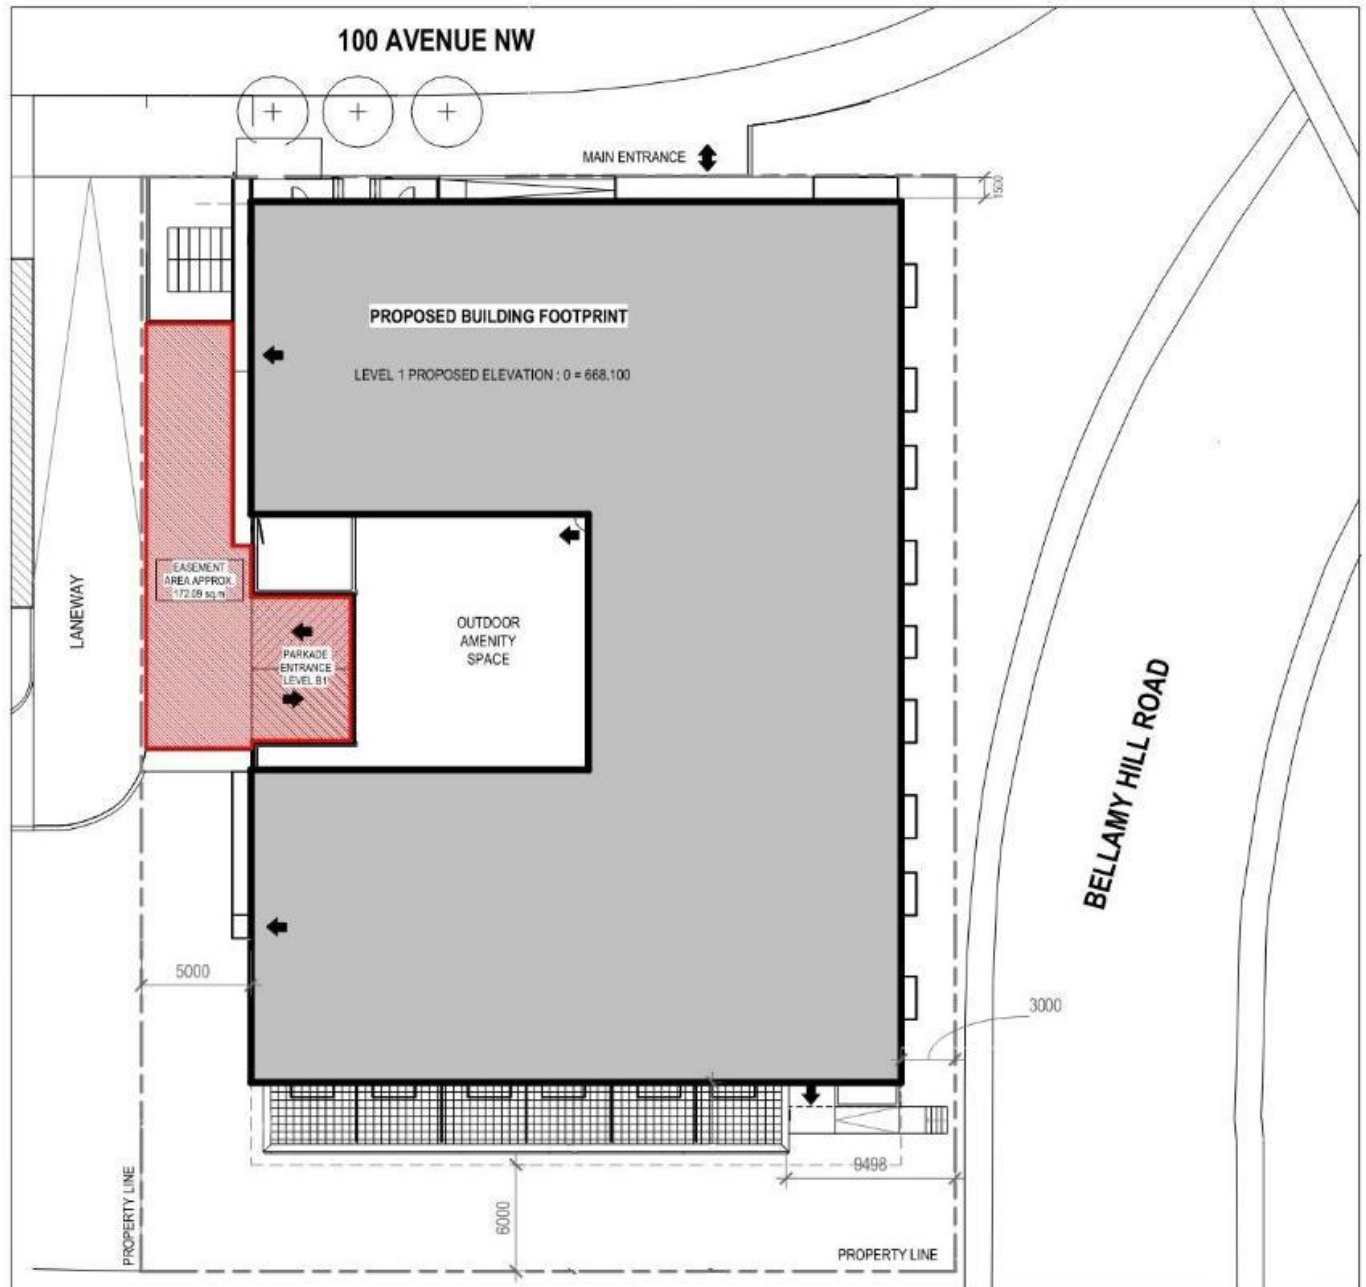 100 AVENUE NW
MAIN ENTRANCE
1500
PROPOSED BUILDING FOOTPRINT
LEVEL 1 PROPOSED ELEVATION : 0 = 668.100
EASEMENT
AREA APPROX.
172.09 sq.m
LANEWAY
OUTDOOR
AMENITY
SPACE
PARKADE
ENTRANCE
LEVEL B1
BELLAMY HILL ROAD
5000
3000
9498
6000
PROPERTY LINE
PROPERTY LINE